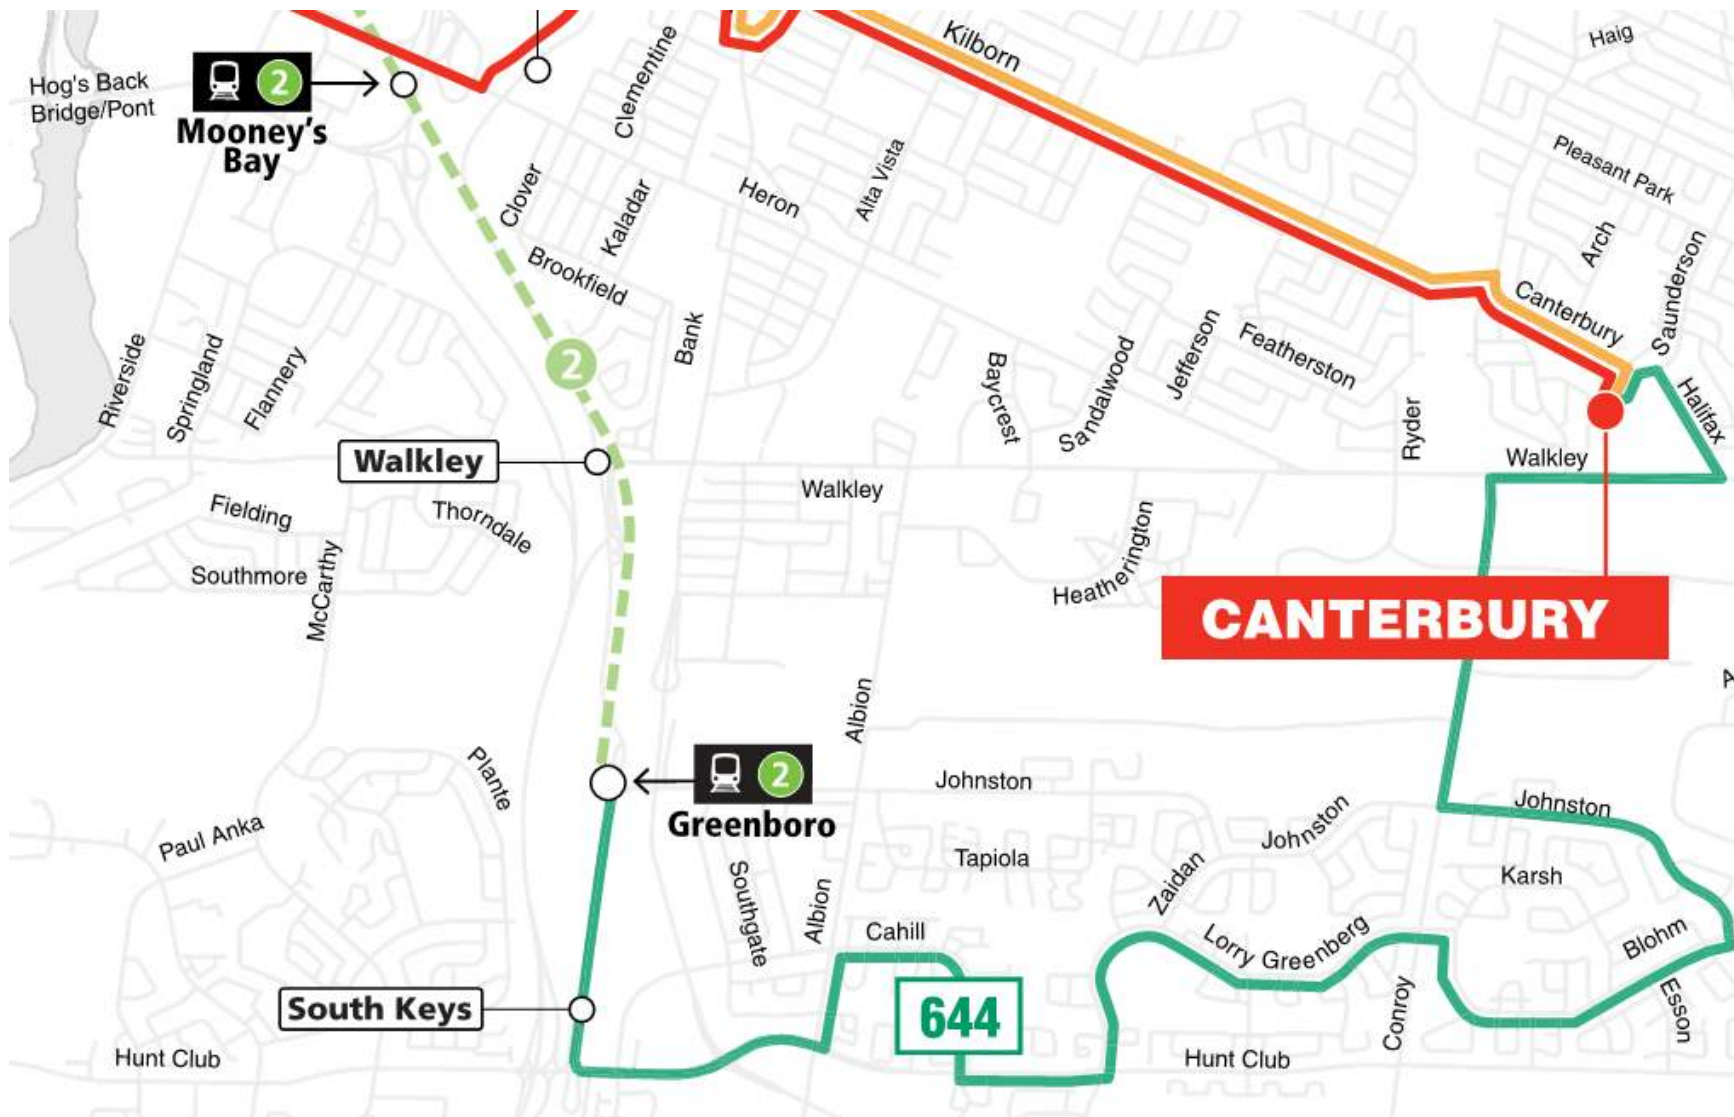 Haig
Kilborn
Clementine
Hog's Back
Bridge/Pont
2
Mooney's
Bay
Pleasant Park
Alta Vista
Clover
Kaladar
Heron
Arch
Saunderson
Brookfield
Canterbury
Bank
Riverside
Springland
Flannery
2
Baycrest
Sandalwood
Jefferson
Featherston
Ryder
Halifax
Walkley
Walkley
Walkley
Fielding
Thorndale
Southmore
McCarthy
Heatherington
CANTERBURY
Albion
Plante
2
Greenboro
Johnston
Johnston
Johnston
Paul Anka
Tapiola
Zaidan
Karsh
Southgate
Albion
Cahill
Lorry Greenberg
Blohm
South Keys
644
Conroy
Esson
Hunt Club
Hunt Club